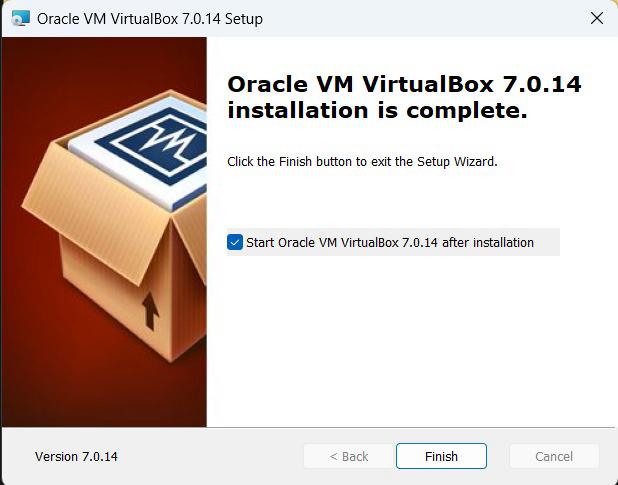 Oracle VM VirtualBox 7.0.14 Setup
Oracle VM VirtualBox 7.0.14
installation is complete.
Click the Finish button to exit the Setup Wizard.
Start Oracle VM VirtualBox 7.0.14 after installation
Version 7.0.14
< Back
Finish
Cancel